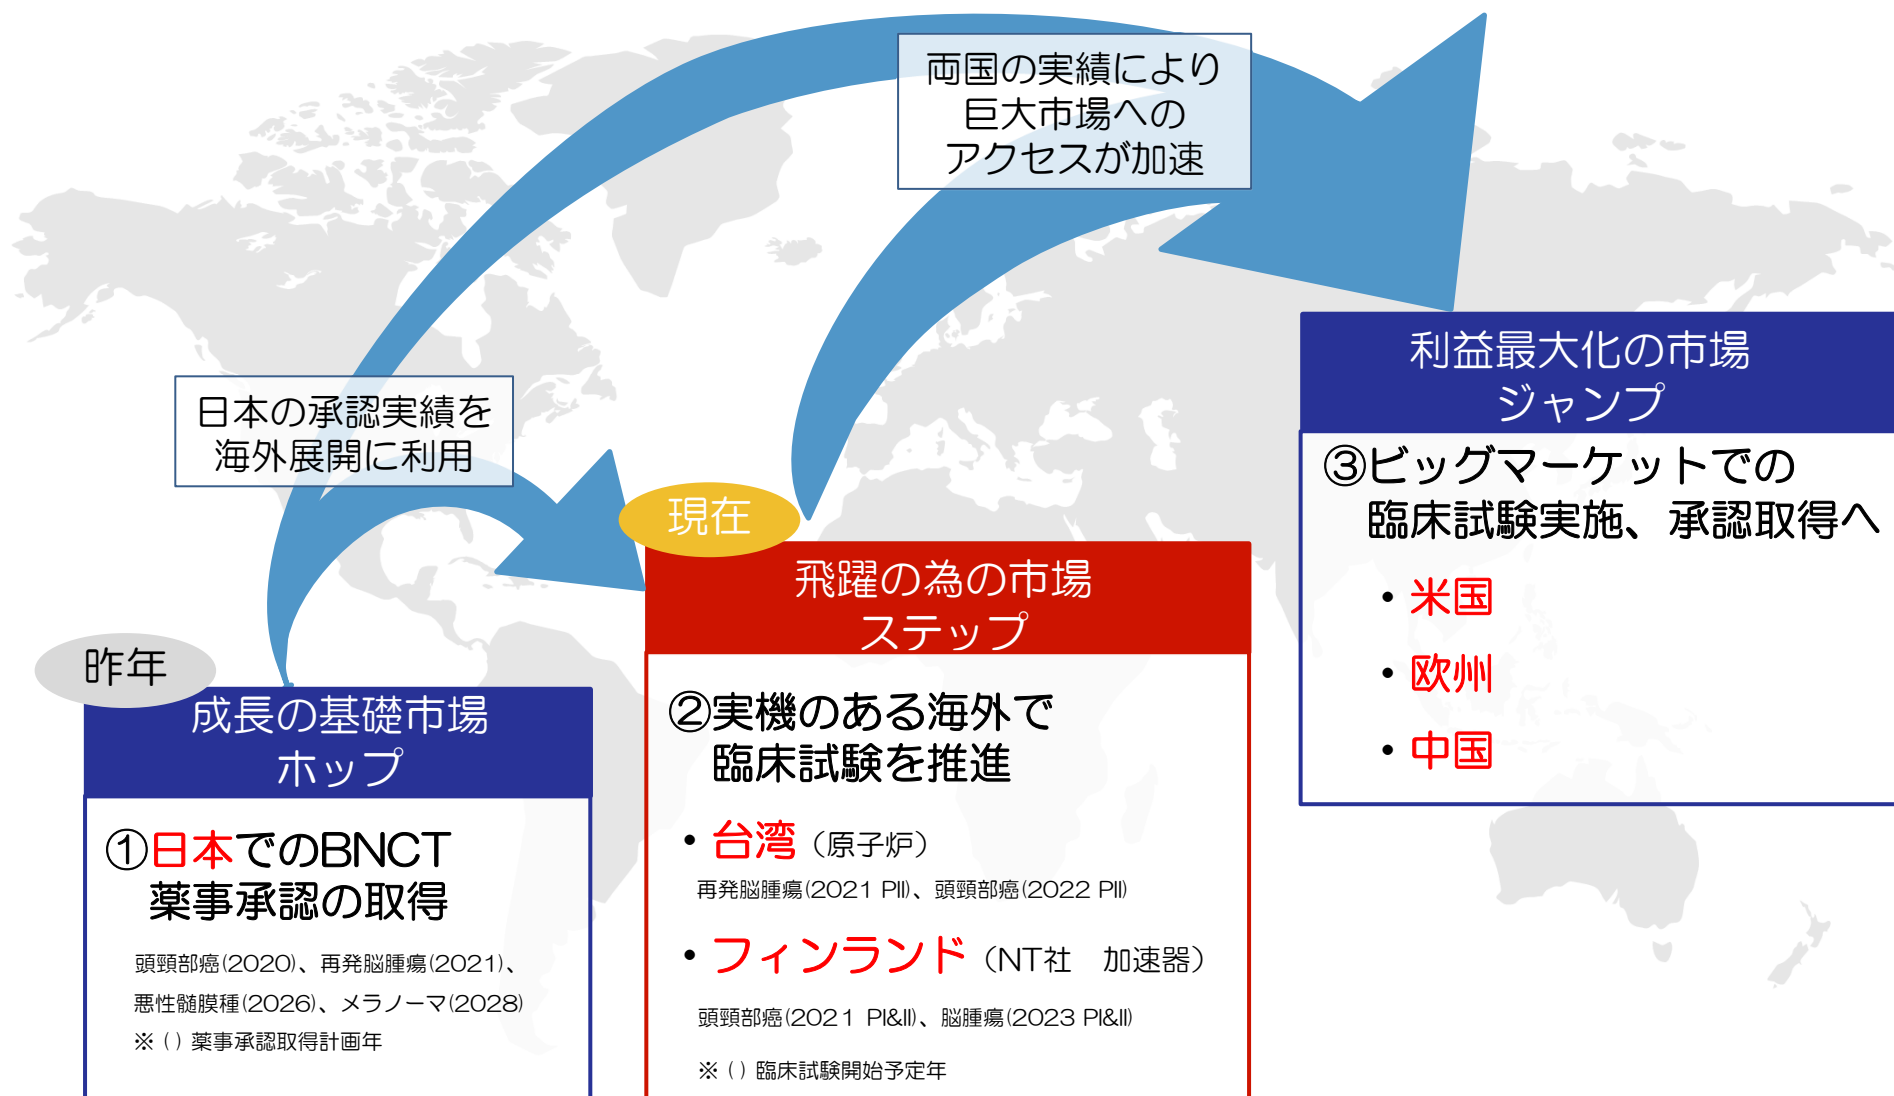 両国の実績により
巨大市場への
アクセスが加速
日本の承認実績を
海外展開に利用
昨年
成長の基礎市場
ホップ
①日本でのBNCT
薬事承認の取得
頭頸部癌(2020)、再発脳腫瘍(2021)、
悪性髄膜種(2026)、メラノーマ(2028)
※ ( ) 薬事承認取得計画年
現在
飛躍の為の市場
ステップ
②実機のある海外で
臨床試験を推進
• 台湾（原子炉）
再発脳腫瘍(2021 PII)、頭頸部癌(2022 PII)
• フィンランド（NT社　加速器）
頭頸部癌(2021 PI&II)、脳腫瘍(2023 PI&II)
※ ( ) 臨床試験開始予定年
利益最大化の市場
ジャンプ
③ビッグマーケットでの
臨床試験実施、承認取得へ
• 米国
• 欧州
• 中国